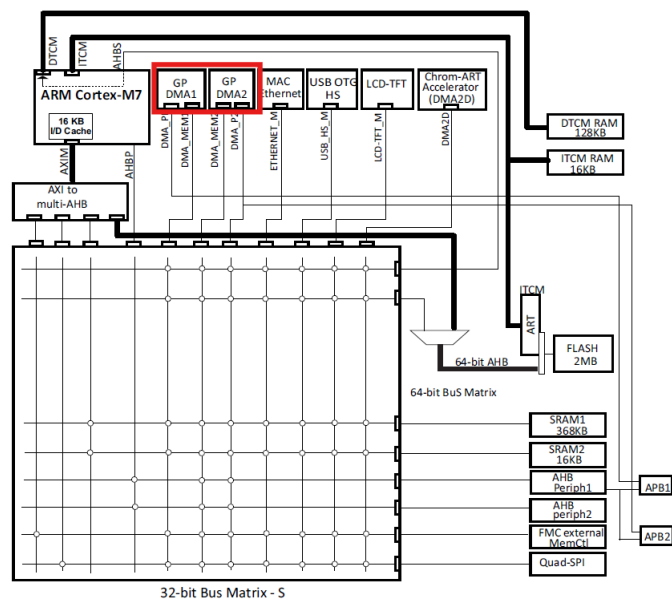 DTCM
ITCM
AHBS
ARM Cortex-M7
16 KB
I/D Cache
AXIM
AHBP
GP
DMA1
GP
DMA2
MAC
Ethernet
USB OTG
HS
LCD-TFT
Chrom-ART
Accelerator
(DMA2D)
DMA_P1
DMA_MEM1
DMA_MEM2
DMA_P2
ETHERNET_M
USB_HS_M
LCD-TFT_M
DMA2D
DTCM RAM
128KB
ITCM RAM
16KB
AXI to
multi-AHB
ITCM
ART
FLASH
2MB
64-bit AHB
64-bit BuS Matrix
SRAM1
368KB
SRAM2
16KB
AHB
Periph1
APB1
AHB
periph2
APB2
FMC external
MemCtl
Quad-SPI
32-bit Bus Matrix - S